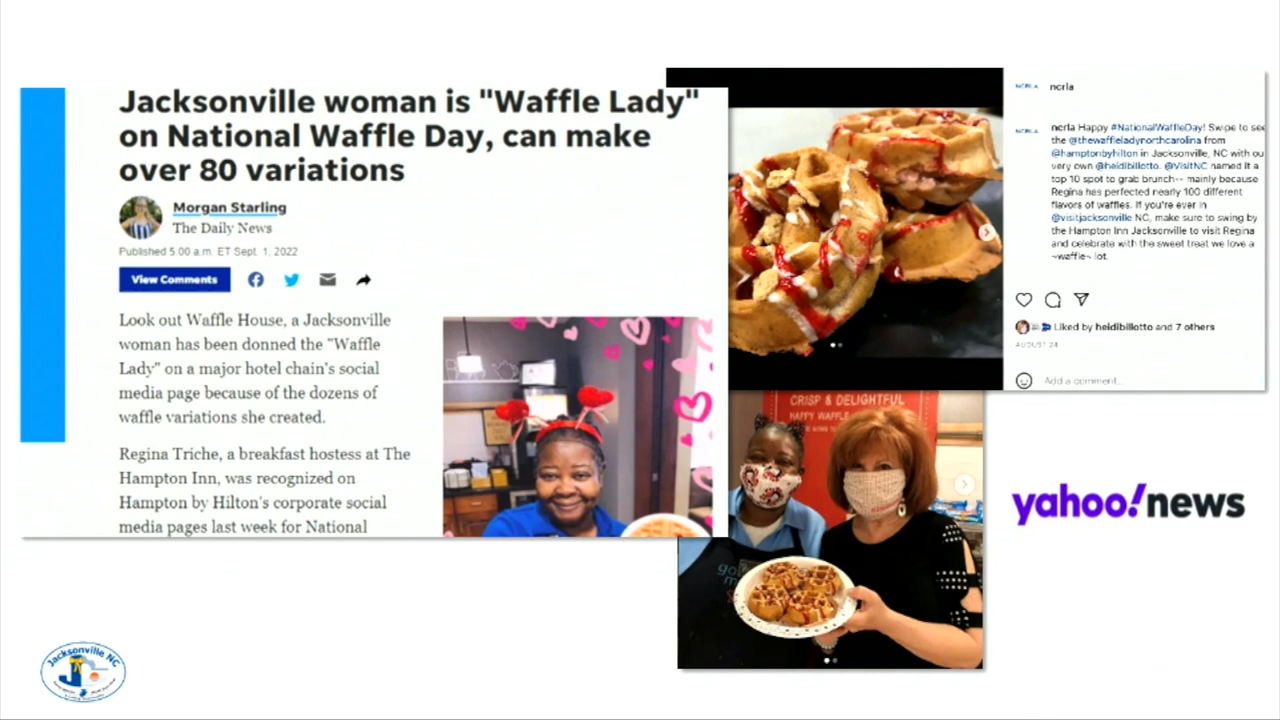 Jacksonville woman is "Waffle Lady"
on National Waffle Day, can make
over 80 variations
Morgan Starling
The Daily News
Published 5:00 a.m. ET Sept. 1, 2022
View Comments
Look out Waffle House, a Jacksonville
woman has been donned the "Waffle
Lady" on a major hotel chain's social
media page because of the dozens of
waffle variations she created.
Regina Triche, a breakfast hostess at The
Hampton Inn, was recognized on
Hampton by Hilton's corporate social
media pages last week for National
NCRLA
ncrla
NCRLA
ncrla Happy #NationalWaffleDay! Swipe to see
the @thewaffleladynorthcarolina from
@hamptonbyhilton in Jacksonville, NC with ou
very own @heidibillotto. @VisitNC named it a
top 10 spot to grab brunch-- mainly because
Regina has perfected nearly 100 different
flavors of waffles. If you're ever in
@visitjacksonville NC, make sure to swing by
the Hampton Inn Jacksonville to visit Regina
and celebrate with the sweet treat we love a
~waffle~ lot.
Liked by heidibillotto and 7 others
AUGUST 24
Add a comment...
CRISP & DELIGHTFUL
HAPPY WAFFLE
yahoo!news
Jacksonville NC